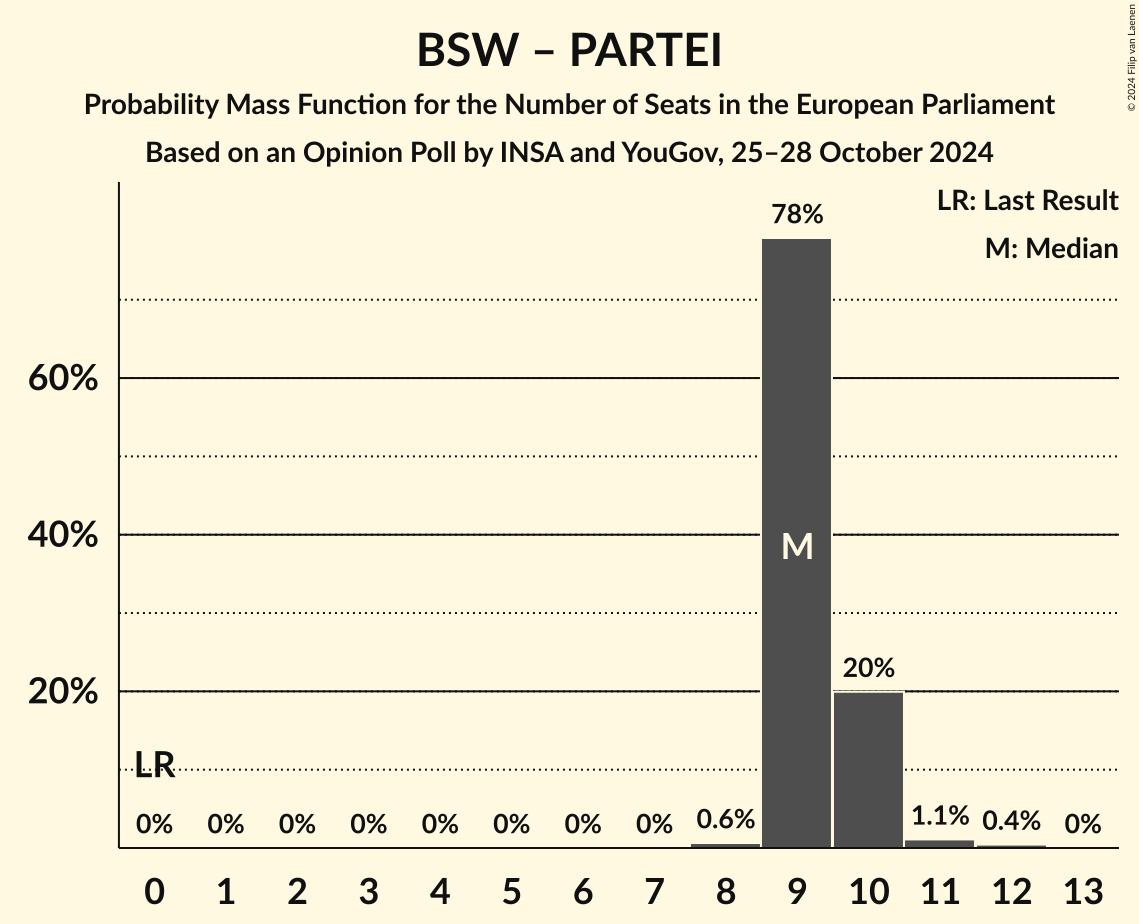 BSW – PARTEI
Probability Mass Function for the Number of Seats in the European Parliament
Based on an Opinion Poll by INSA and YouGov, 25–28 October 2024
© 2024 Filip van Laenen
LR: Last Result
M: Median
78%
60%
40%
M
20%
20%
LR
0% 0% 0% 0% 0% 0% 0% 0% 0.6% 1.1% 0.4% 0%
0 1 2 3 4 5 6 7 8 9 10 11 12 13